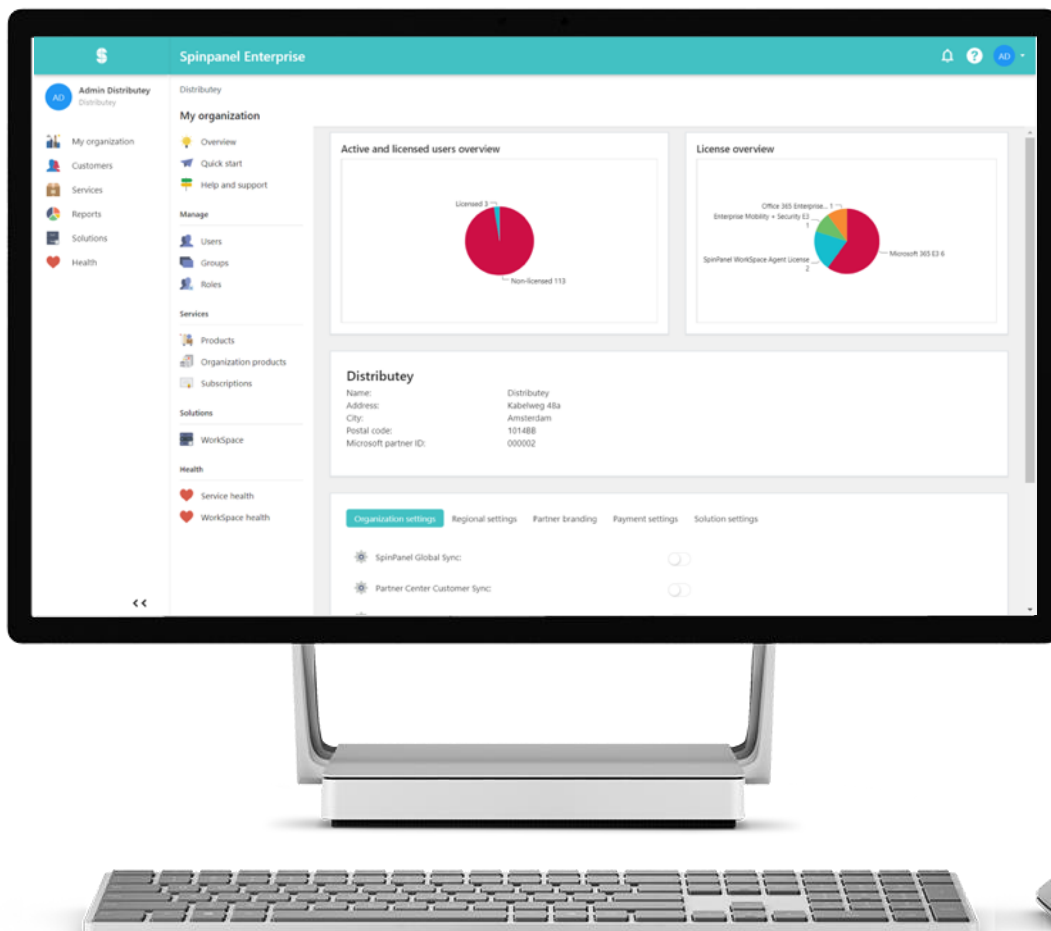 Spinpanel Enterprise
AD
AD
Admin Distributey
Distributey
My organization
Customers
Services
Reports
Solutions
Health
<<
Distributey
My organization
Overview
Quick start
Help and support
Manage
Users
Groups
Roles
Services
Products
Organization products
Subscriptions
Solutions
WorkSpace
Health
Service health
WorkSpace health
Active and licensed users overview
Licensed 3
Non-licensed 113
License overview
Office 365 Enterprise... 1
Enterprise Mobility + Security E3
1
SpinPanel WorkSpace Agent License
2
Microsoft 365 E3 6
Distributey
Name: Distributey
Address: Kabelweg 48a
City: Amsterdam
Postal code: 1014BB
Microsoft partner ID: 000002
Organization settings Regional settings Partner branding Payment settings Solution settings
SpinPanel Global Sync:
Partner Center Customer Sync: